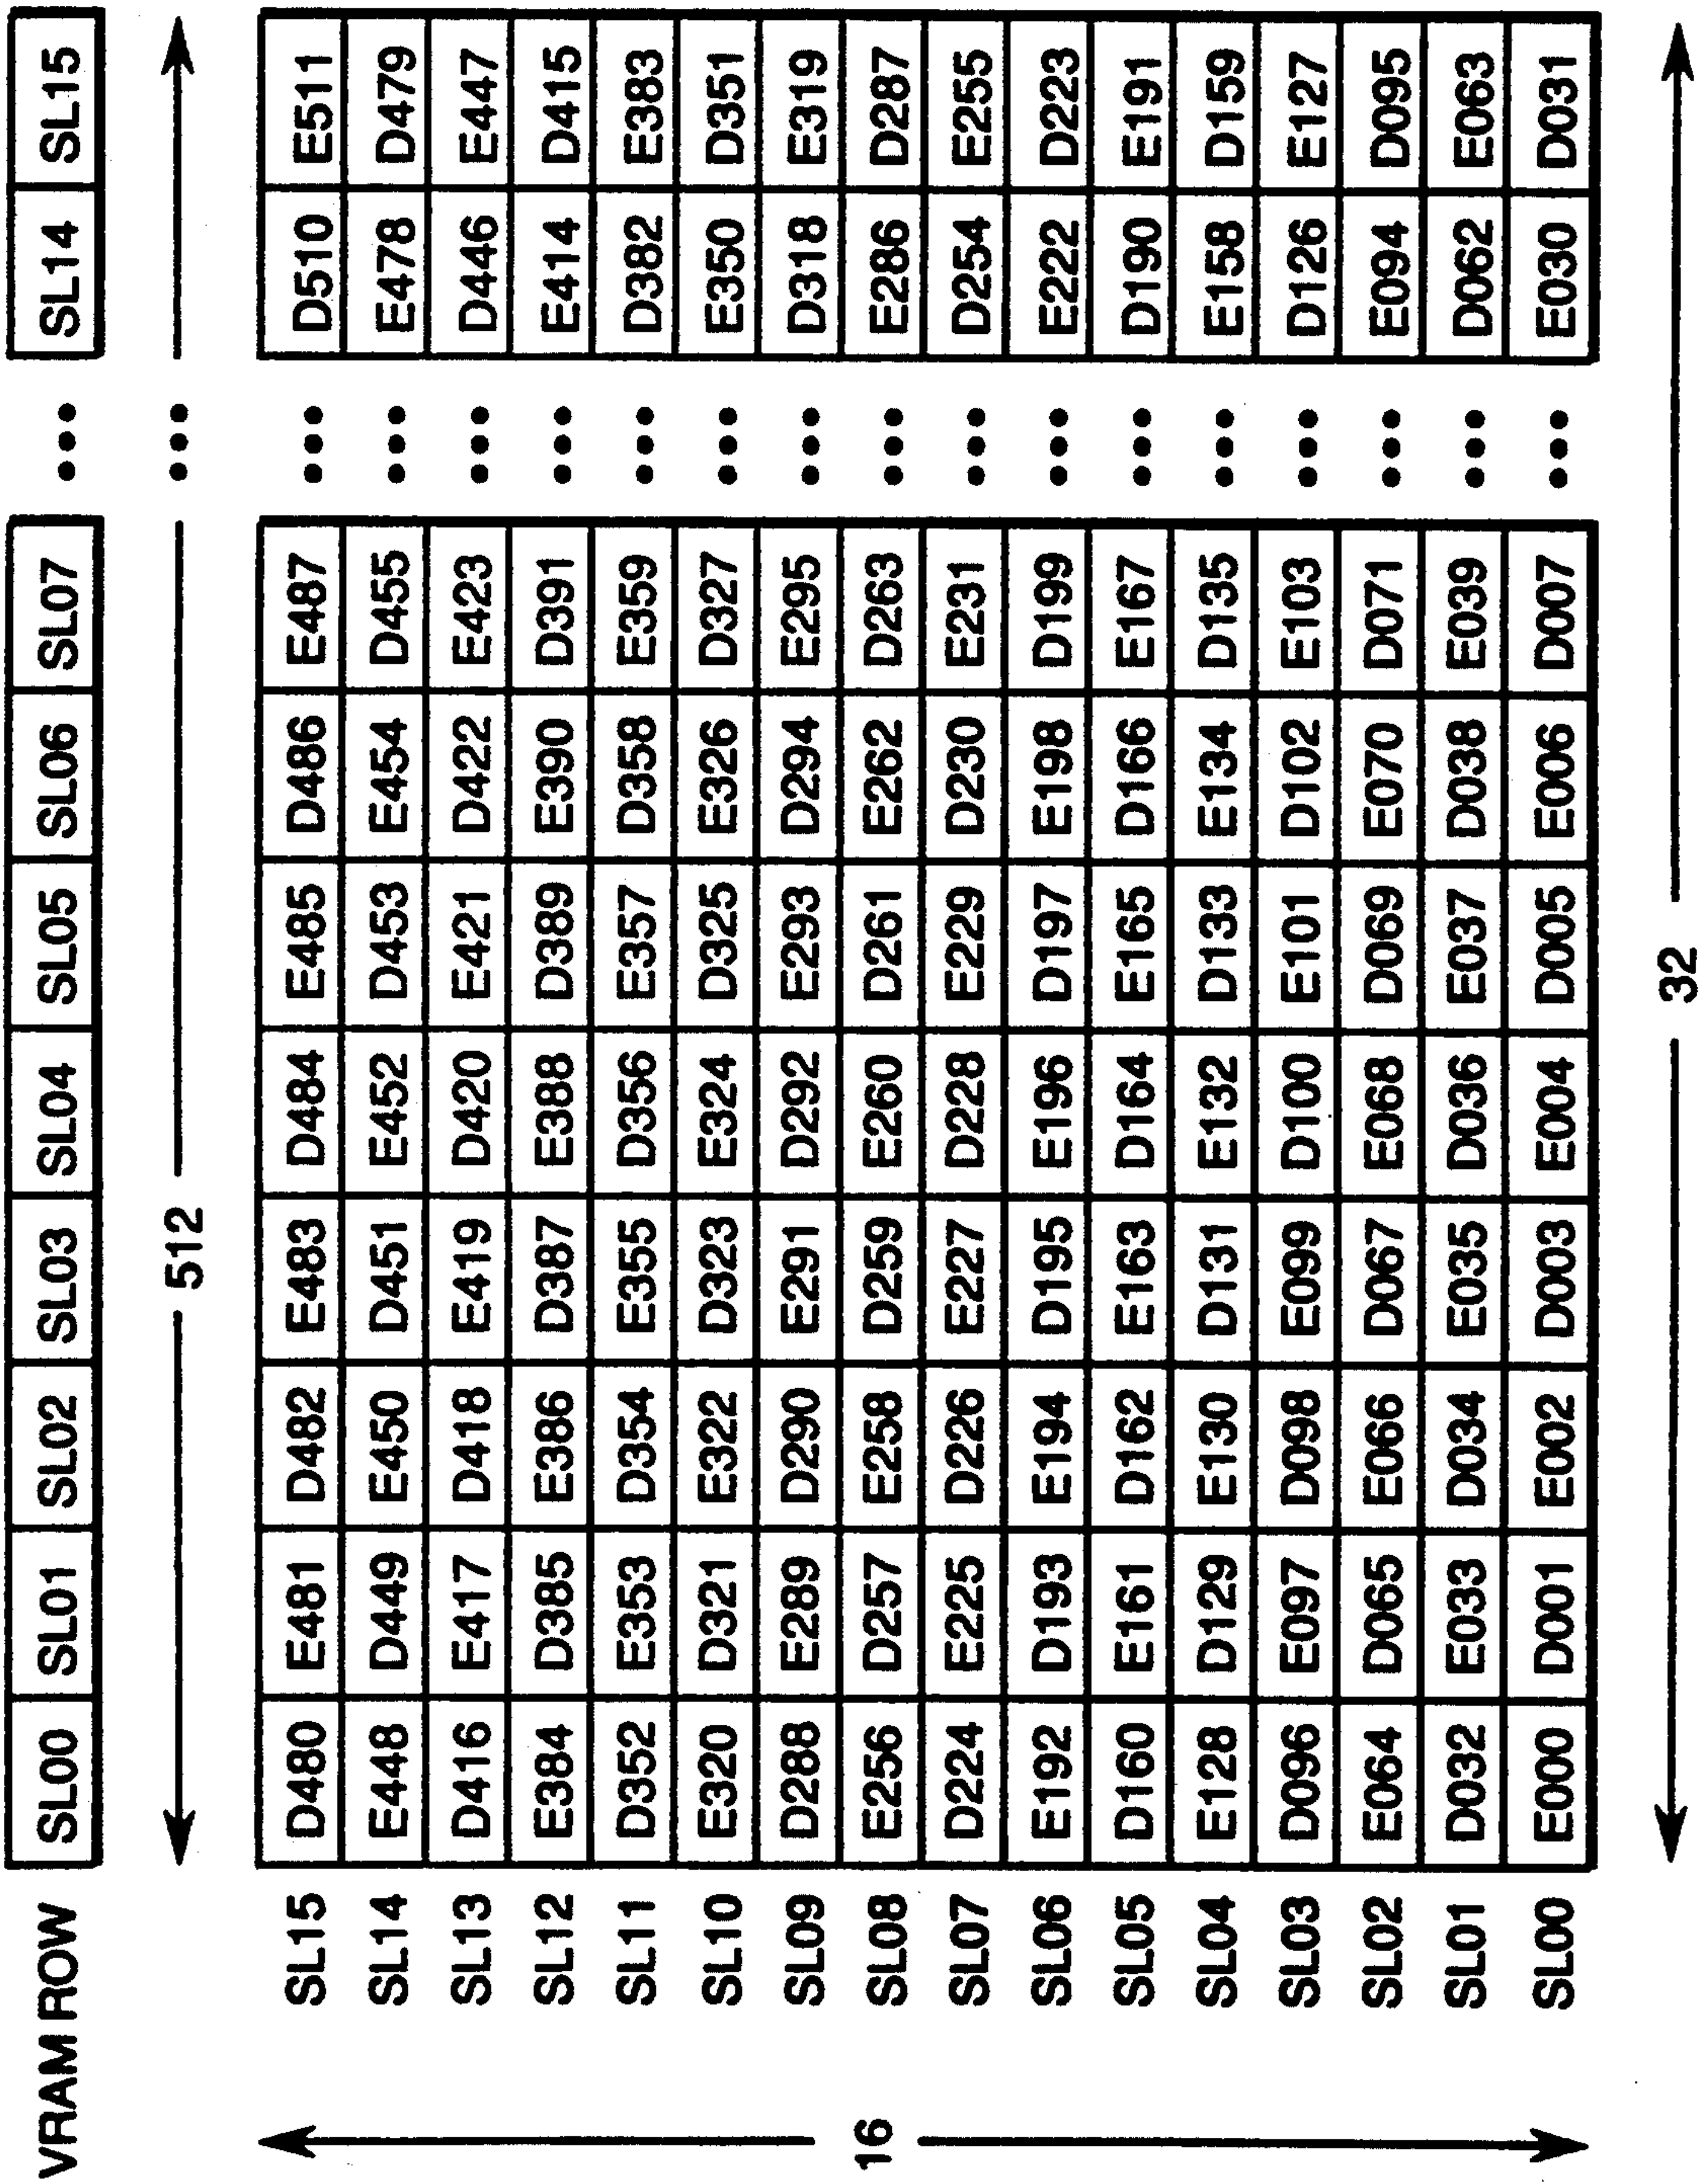 VRAM ROW SL00 SL01 SL02 SL03 SL04 SL05 SL06 SL07 ••• SL14 SL15
512 •••
SL15 D480 E481 D482 E483 D484 E485 D486 E487 ••• D510 E511
SL14 E448 D449 E450 D451 E452 D453 E454 D455 ••• E478 D479
SL13 D416 E417 D418 E419 D420 E421 D422 E423 ••• D446 E447
SL12 E384 D385 E386 D387 E388 D389 E390 D391 ••• E414 D415
SL11 D352 E353 D354 E355 D356 E357 D358 E359 ••• D382 E383
SL10 E320 D321 E322 D323 E324 D325 E326 D327 ••• E350 D351
SL09 D288 E289 D290 E291 D292 E293 D294 E295 ••• D318 E319
SL08 E256 D257 E258 D259 E260 D261 E262 D263 ••• E286 D287
SL07 D224 E225 D226 E227 D228 E229 D230 E231 ••• D254 E255
SL06 E192 D193 E194 D195 E196 D197 E198 D199 ••• E222 D223
SL05 D160 E161 D162 E163 D164 E165 D166 E167 ••• D190 E191
SL04 E128 D129 E130 D131 E132 D133 E134 D135 ••• E158 D159
SL03 D096 E097 D098 E099 D100 E101 D102 E103 ••• D126 E127
SL02 E064 D065 E066 D067 E068 D069 E070 D071 ••• E094 D095
SL01 D032 E033 D034 E035 D036 E037 D038 E039 ••• D062 E063
SL00 E000 D001 E002 D003 E004 D005 E006 D007 ••• E030 D031
16
32